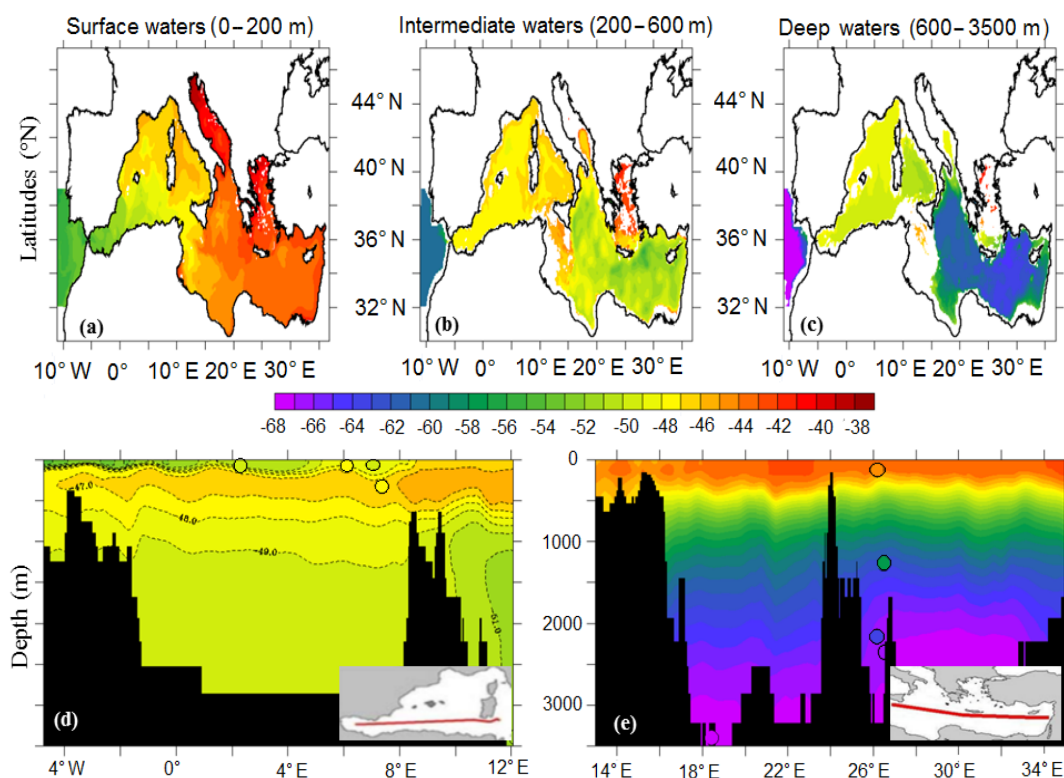 Surface waters (0–200 m) Intermediate waters (200–600 m) Deep waters (600–3500 m)
Latitudes (°N)
44° N 44° N
40° N 40° N
36° N 36° N
32° N 32° N
(a) (b) (c)
10° W 0° 10° E 20° E 30° E 10° W 0° 10° E 20° E 30° E 10° W 0° 10° E 20° E 30° E
-68 -66 -64 -62 -60 -58 -56 -54 -52 -50 -48 -46 -44 -42 -40 -38
Depth (m)
0
1000
2000
3000
-47.0
-48.0
-49.0
-51.0
(d) (e)
4°W 0° 4°E 8°E 12°E 13°E 18°E 22°E 26°E 30°E 34°E